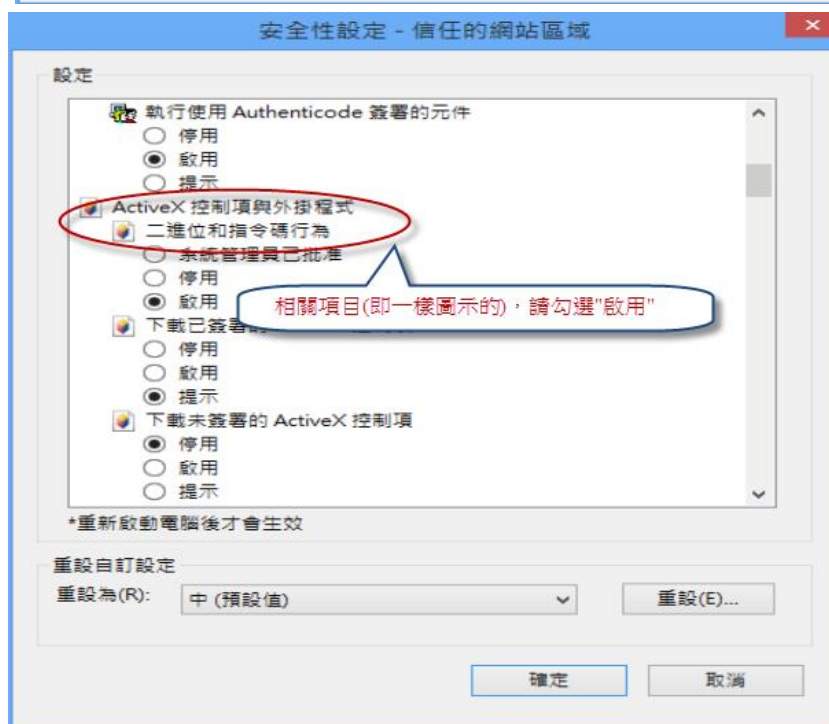 安全性設定 - 信任的網站區域
設定
執行使用 Authenticode 簽署的元件
停用
啟用
提示
ActiveX 控制項與外掛程式
二進位和指令碼行為
系統管理員已批准
停用
啟用
相關項目(即一樣圖示的)，請勾選"啟用"
下載已簽署的
停用
啟用
提示
下載未簽署的 ActiveX 控制項
停用
啟用
提示
*重新啟動電腦後才會生效
重設自訂設定
重設為(R):
中 (預設值)
重設(E)...
確定
取消